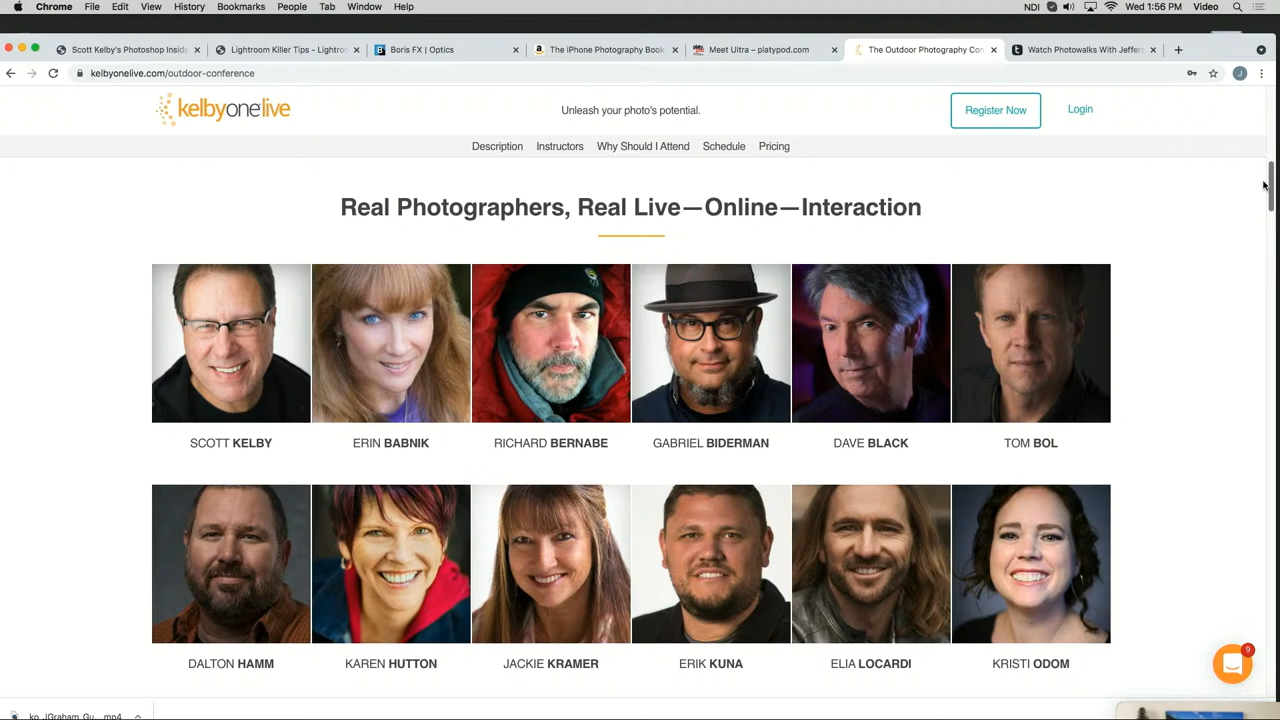 Chrome File Edit View History Bookmarks People Tab Window Help NDI Wed 1:56 PM Video
Scott Kelby's Photoshop Inside Lightroom Killer Tips - Lightroo Boris FX | Optics The iPhone Photography Book: Meet Ultra – platypod.com The Outdoor Photography Con Watch Photowalks With Jeffers
kelbyonelive.com/outdoor-conference J
kelbyonelive Unleash your photo's potential. Register Now Login
Description Instructors Why Should I Attend Schedule Pricing
Real Photographers, Real Live—Online—Interaction
SCOTT KELBY ERIN BABNIK RICHARD BERNABE GABRIEL BIDERMAN DAVE BLACK TOM BOL
DALTON HAMM KAREN HUTTON JACKIE KRAMER ERIK KUNA ELIA LOCARDI KRISTI ODOM
9
ko_JGraham_Gu....mp4